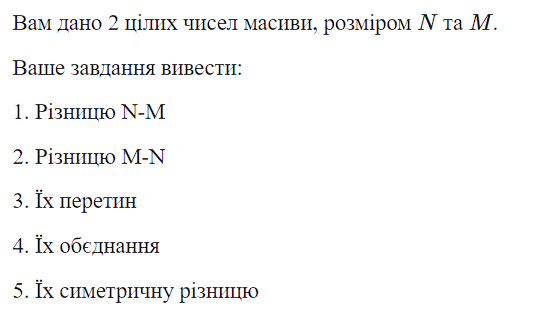 Вам дано 2 цілих чисел масиви, розміром N та M.
Ваше завдання вивести:
1. Різницю N-M
2. Різницю M-N
3. Їх перетин
4. Їх обєднання
5. Їх симетричну різницю